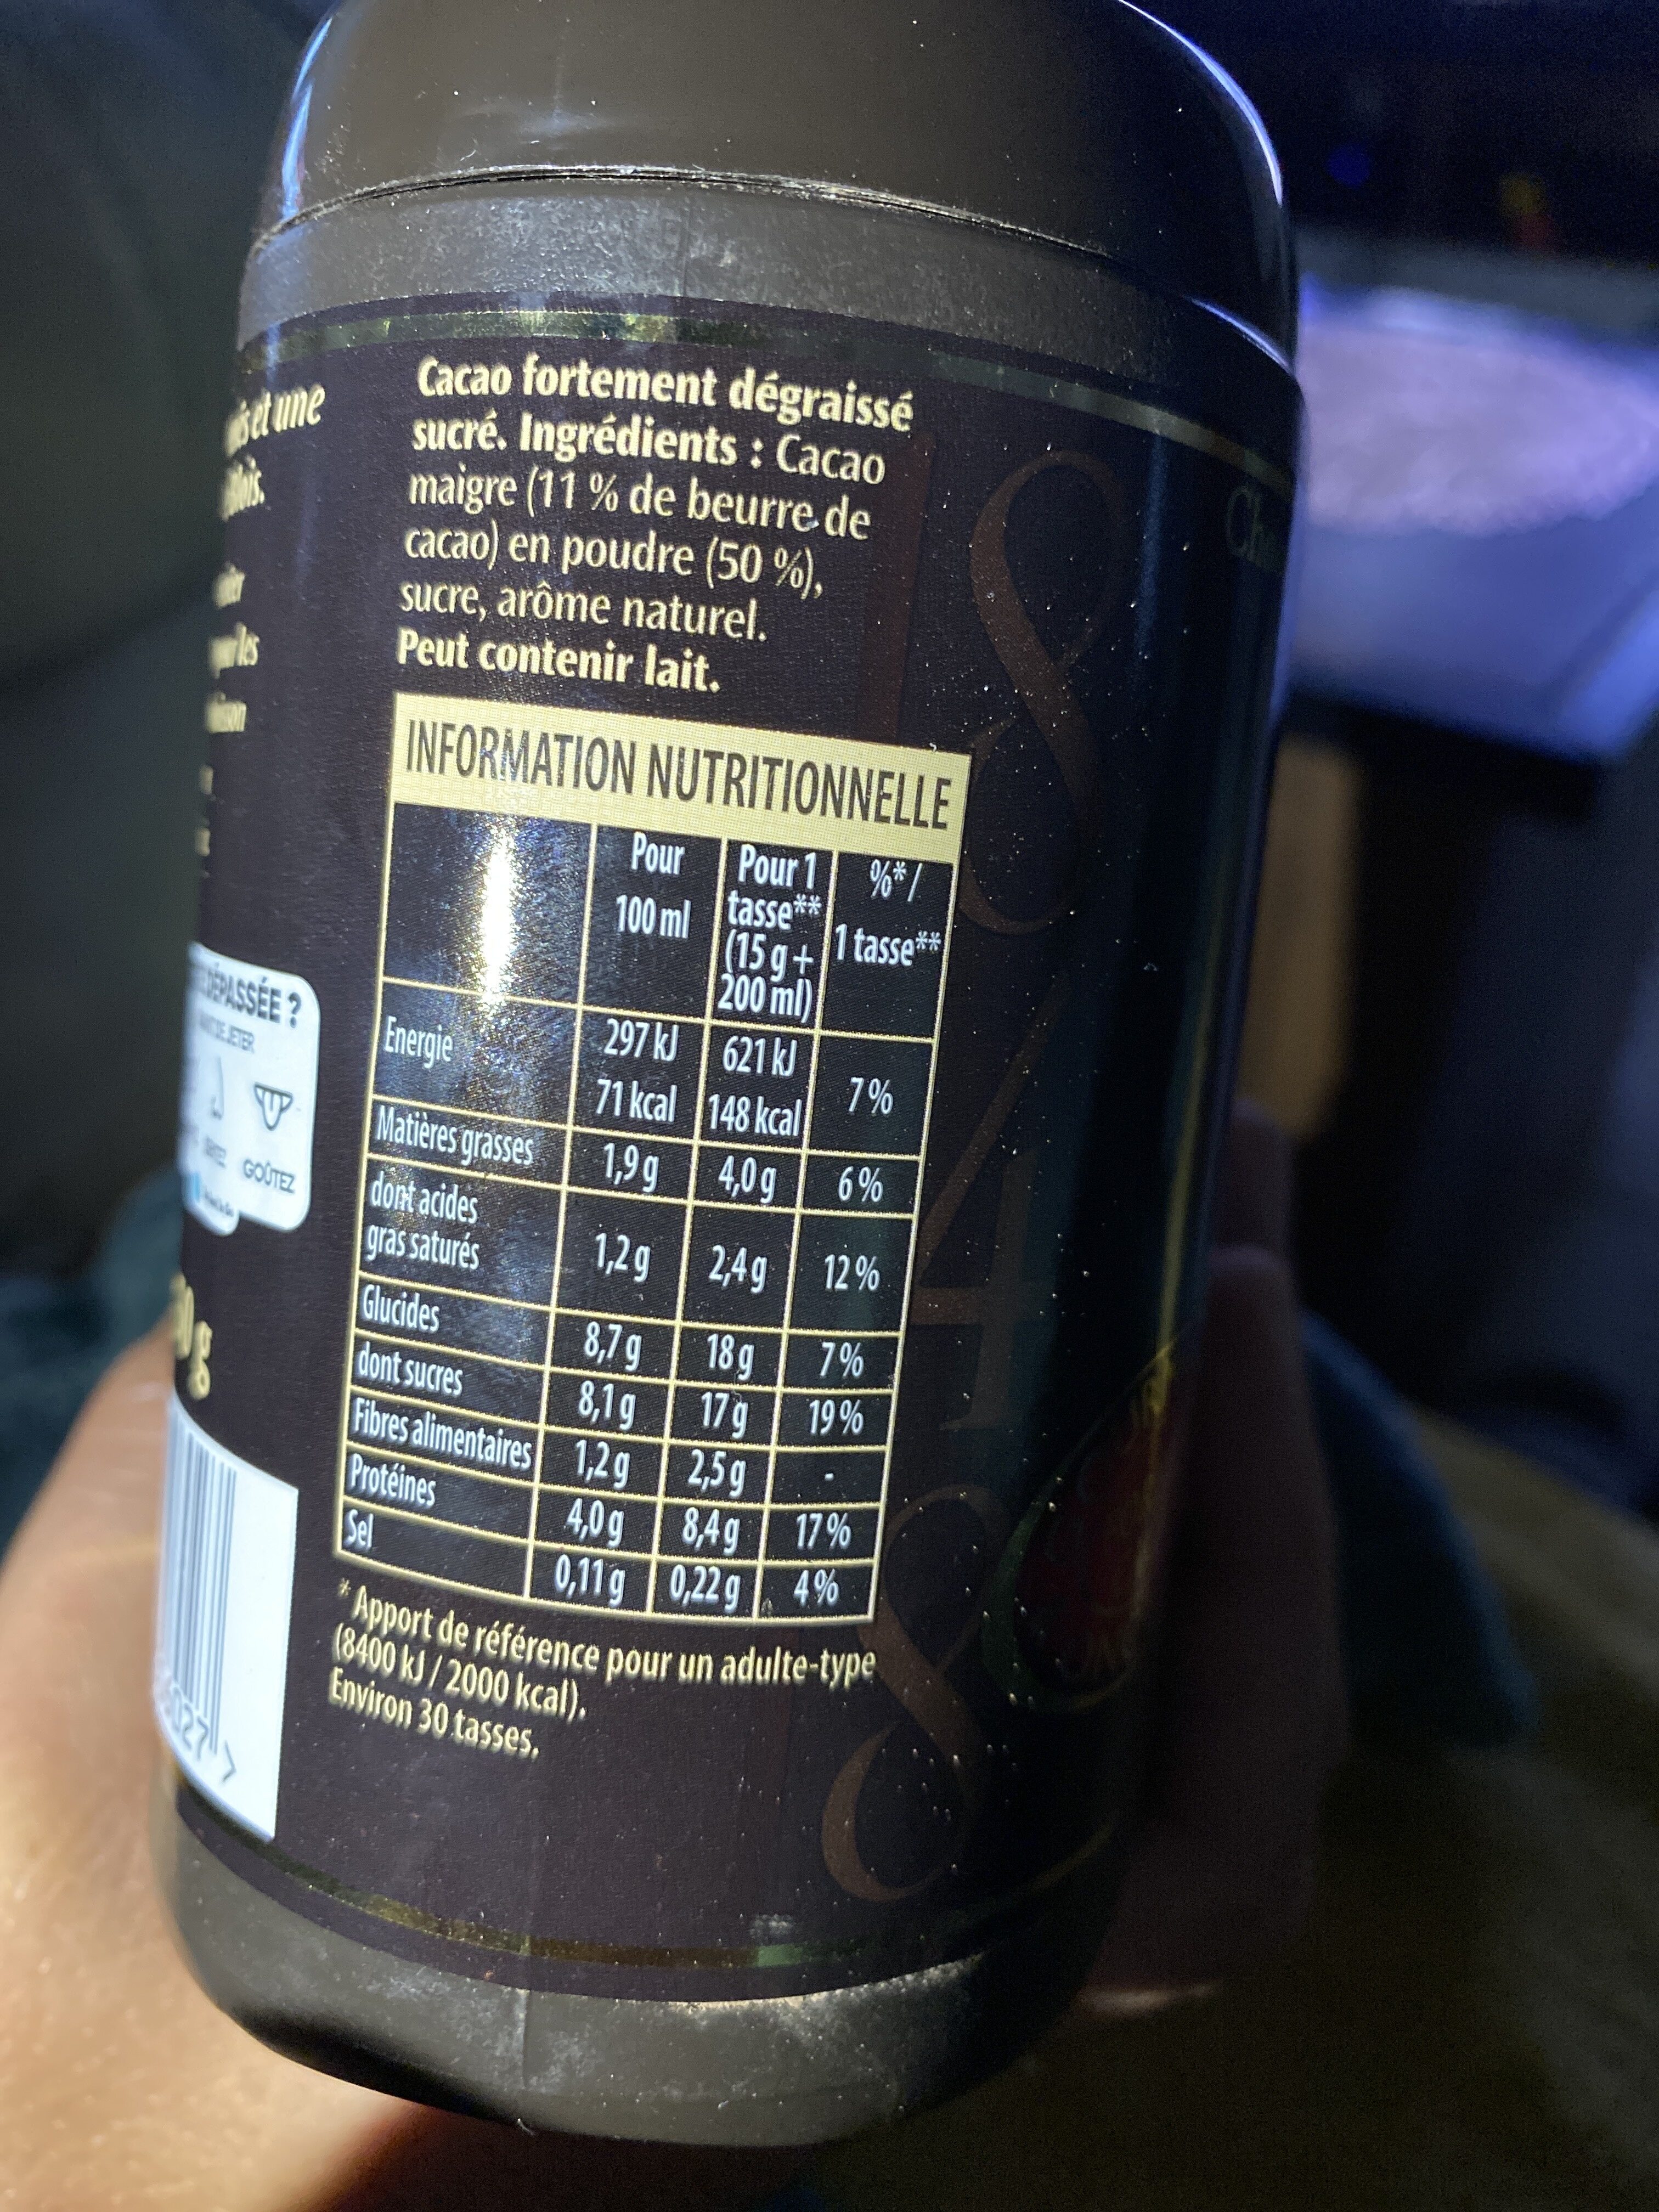 et une
Cacao fortement dégraissé
sucré. Ingrédients : Cacao
maigre (11 % de beurre de
cacao) en poudre (50 %),
sucre, arôme naturel.
Peut contenir lait.
INFORMATION NUTRITIONNELLE
Pour 100 ml | Pour 1 tasse** (15 g + 200 ml) | %* / 1 tasse**
Energie | 297 kJ 71 kcal | 621 kJ 148 kcal | 7 %
Matières grasses | 1,9 g | 4,0 g | 6 %
dont acides gras saturés | 1,2 g | 2,4 g | 12 %
Glucides | 8,7 g | 18 g | 7 %
dont sucres | 8,1 g | 17 g | 19 %
Fibres alimentaires | 1,2 g | 2,5 g | -
Protéines | 4,0 g | 8,4 g | 17 %
Sel | 0,11 g | 0,22 g | 4 %
* Apport de référence pour un adulte-type
(8400 kJ / 2000 kcal).
Environ 30 tasses.
DÉPASSÉE ?
GOÛTEZ
027 >
1848